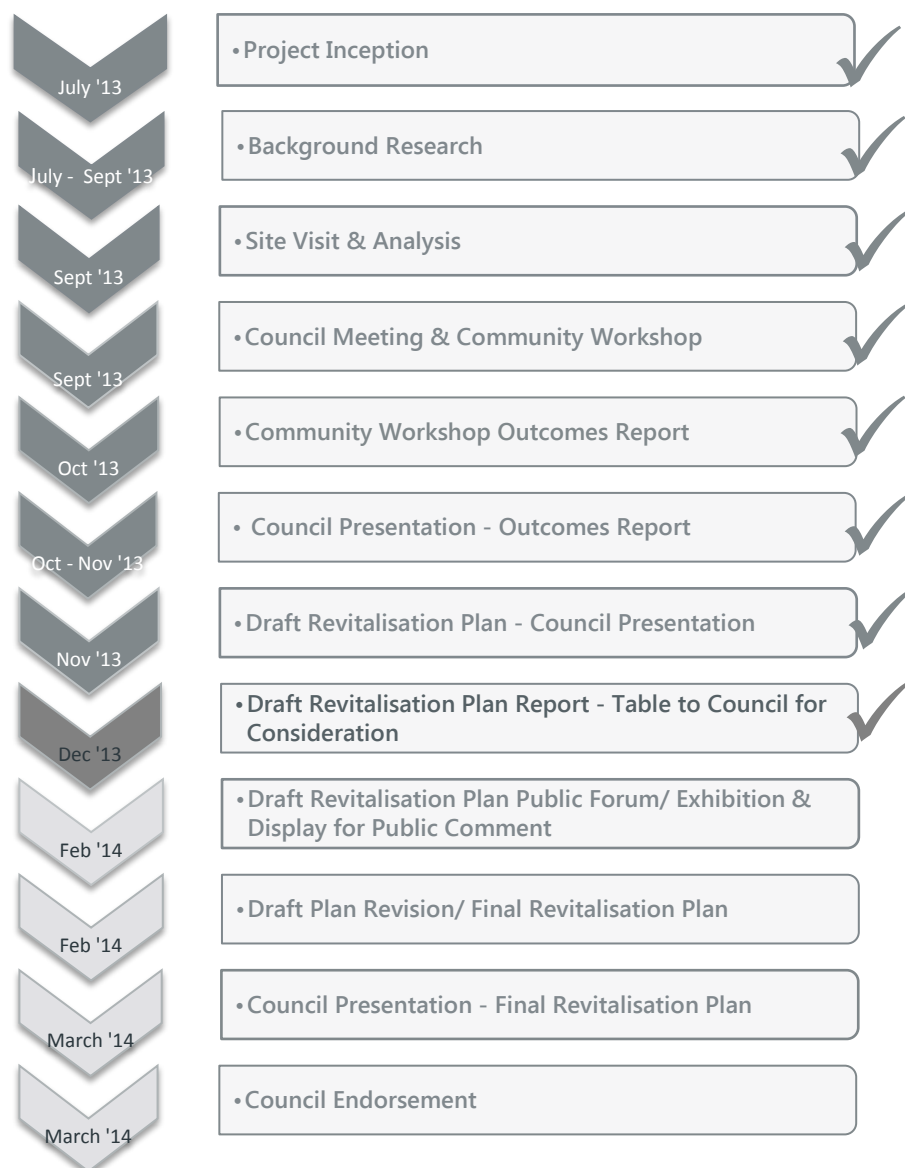 July '13
•Project Inception
July - Sept '13
•Background Research
Sept '13
•Site Visit & Analysis
Sept '13
•Council Meeting & Community Workshop
Oct '13
•Community Workshop Outcomes Report
Oct - Nov '13
• Council Presentation - Outcomes Report
Nov '13
•Draft Revitalisation Plan - Council Presentation
Dec '13
•Draft Revitalisation Plan Report - Table to Council for
Consideration
Feb '14
•Draft Revitalisation Plan Public Forum/ Exhibition &
Display for Public Comment
Feb '14
•Draft Plan Revision/ Final Revitalisation Plan
March '14
•Council Presentation - Final Revitalisation Plan
March '14
•Council Endorsement